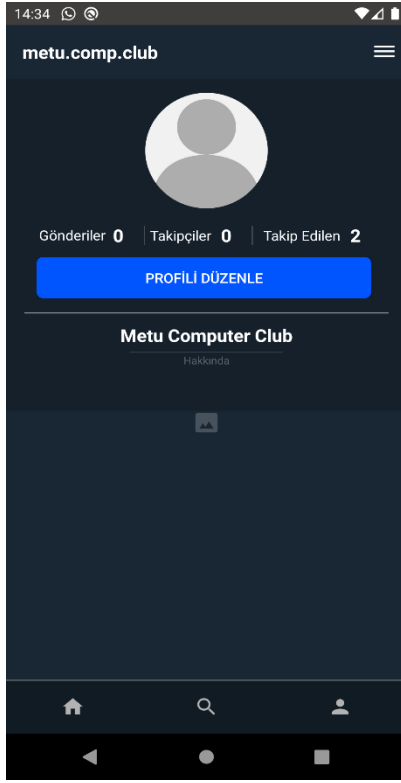 14:34
metu.comp.club
Gönderiler 0 Takipçiler 0 Takip Edilen 2
PROFİLİ DÜZENLE
Metu Computer Club
Hakkında